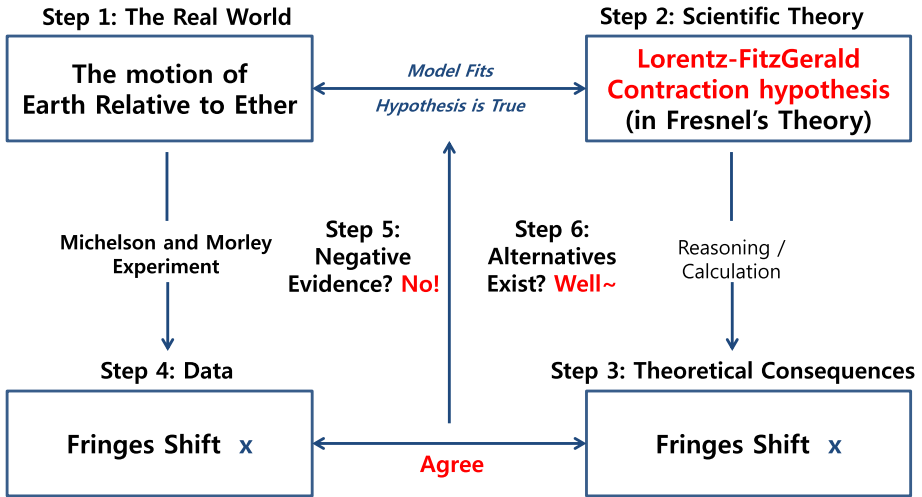 Step 1: The Real World
Step 2: Scientific Theory
The motion of
Earth Relative to Ether
Model Fits
Hypothesis is True
Lorentz-FitzGerald
Contraction hypothesis
(in Fresnel's Theory)
Michelson and Morley
Experiment
Step 5:
Negative
Evidence? No!
Step 6:
Alternatives
Exist? Well~
Reasoning /
Calculation
Step 4: Data
Step 3: Theoretical Consequences
Fringes Shift x
Agree
Fringes Shift x